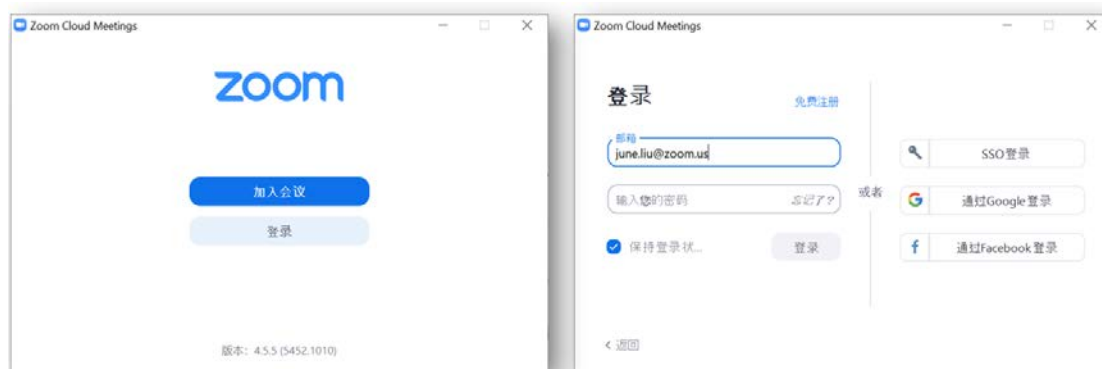 Zoom Cloud Meetings
zoom
加入会议
登录
版本：4.5.5 (5452.1010)
Zoom Cloud Meetings
登录
免费注册
邮箱
june.liu@zoom.us
输入您的密码
忘记了？
保持登录状...
登录
或者
SSO登录
通过Google登录
通过Facebook登录
返回